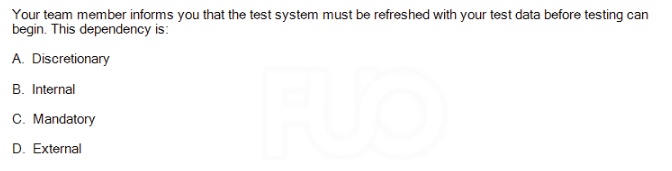 Your team member informs you that the test system must be refreshed with your test data before testing can
begin. This dependency is:
A. Discretionary
B. Internal
C. Mandatory
D. External
FUO